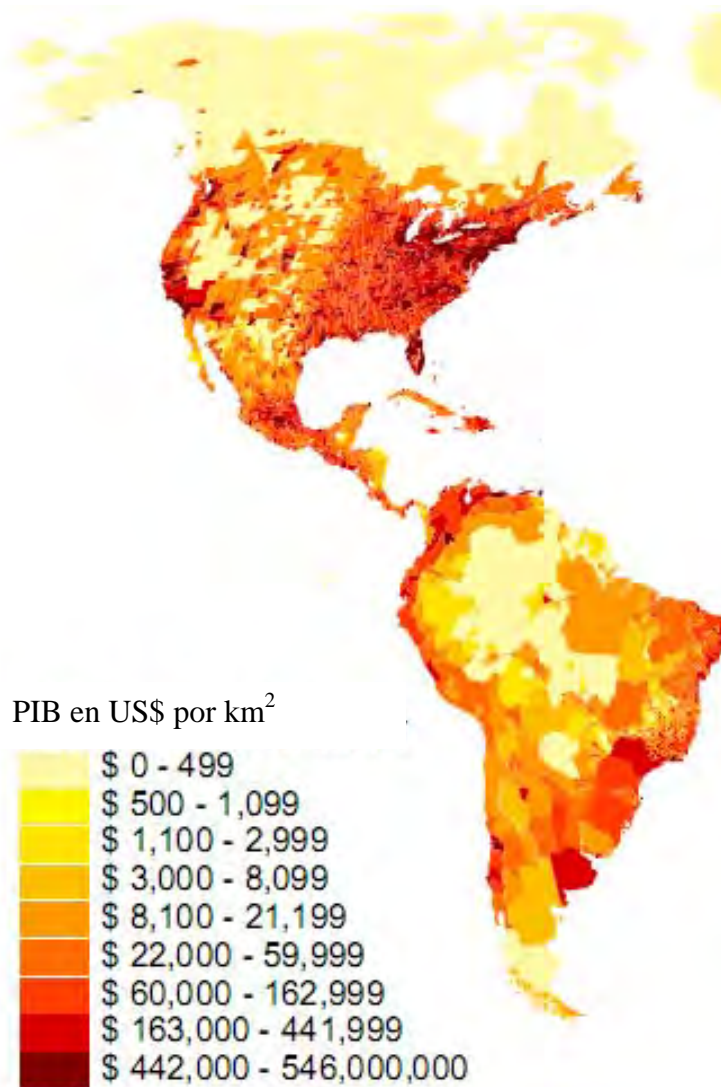 PIB en US$ por km²
$ 0 - 499
$ 500 - 1,099
$ 1,100 - 2,999
$ 3,000 - 8,099
$ 8,100 - 21,199
$ 22,000 - 59,999
$ 60,000 - 162,999
$ 163,000 - 441,999
$ 442,000 - 546,000,000